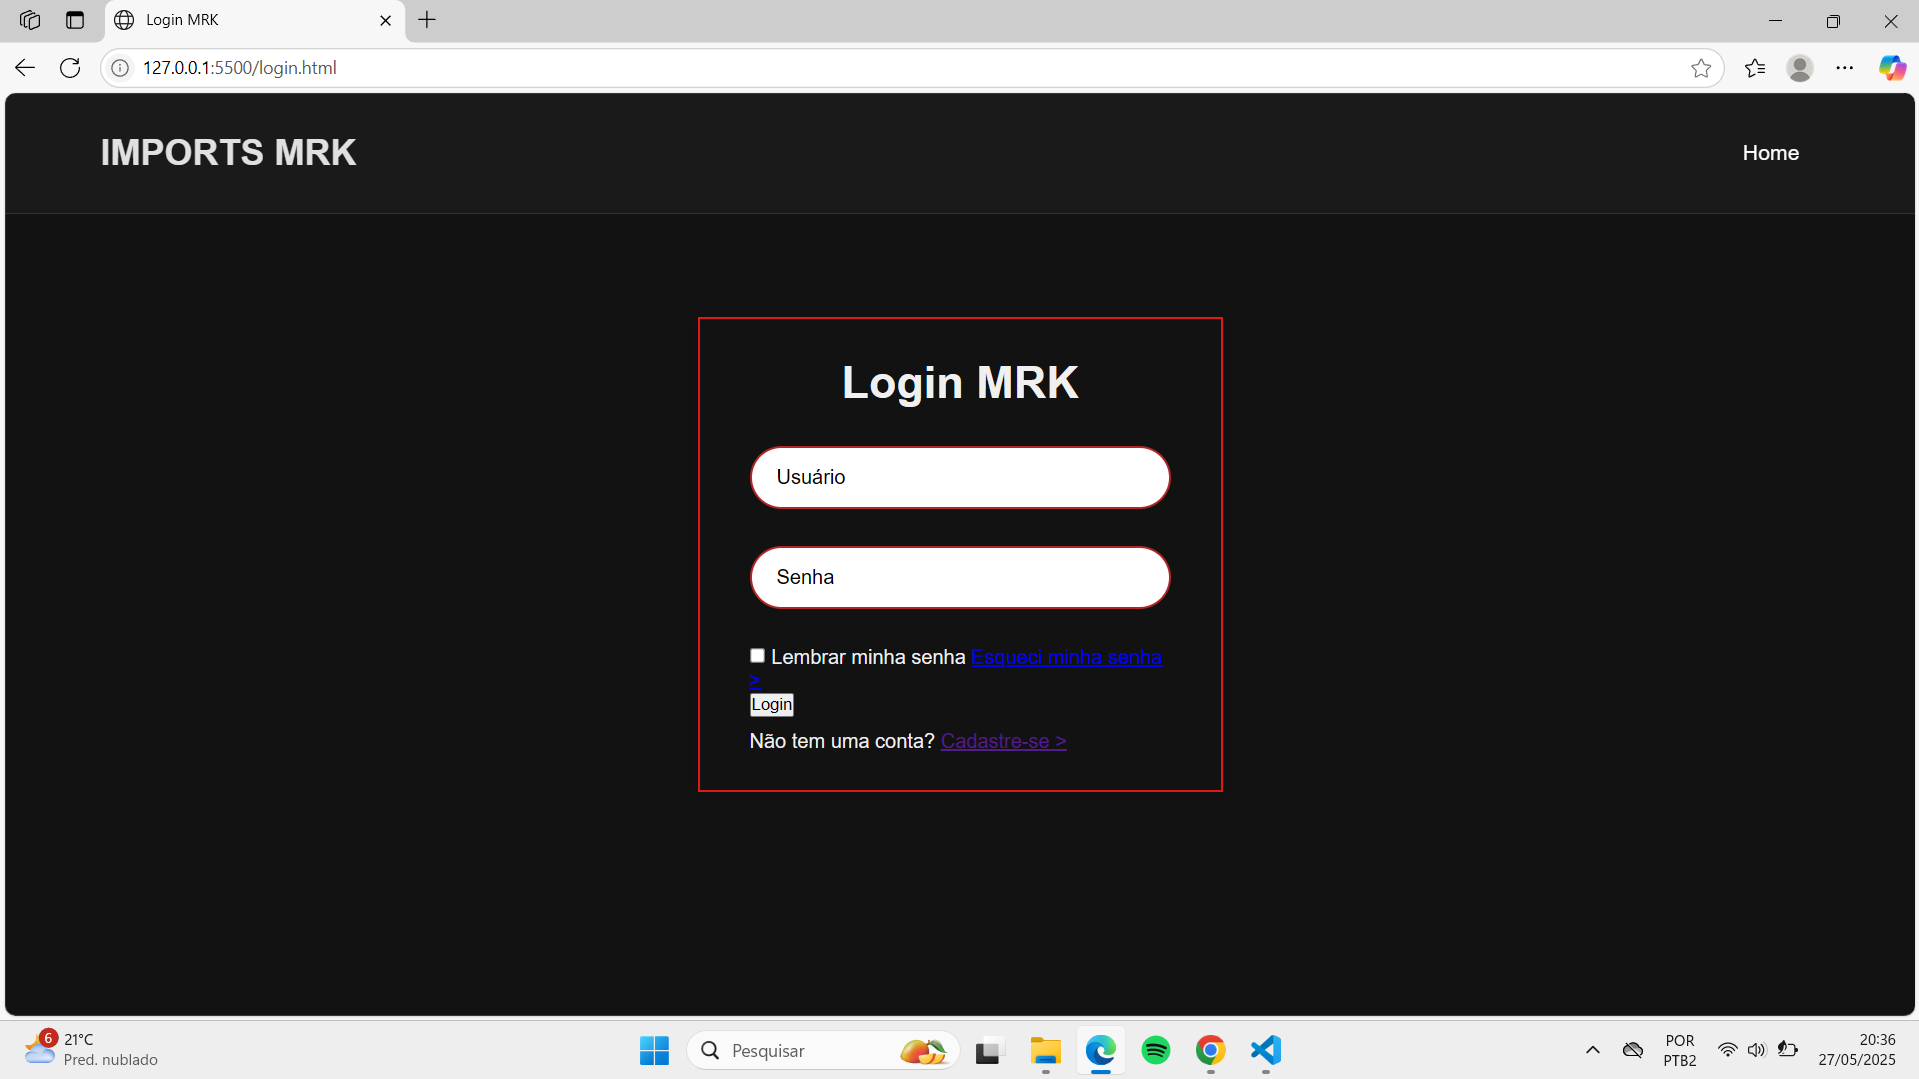 Login MRK
127.0.0.1:5500/login.html
IMPORTS MRK
Home
Login MRK
Usuário
Senha
Lembrar minha senha Esqueci minha senha
>
Login
Não tem uma conta? Cadastre-se >
6
21°C
Pred. nublado
Pesquisar
POR
PTB2
20:36
27/05/2025